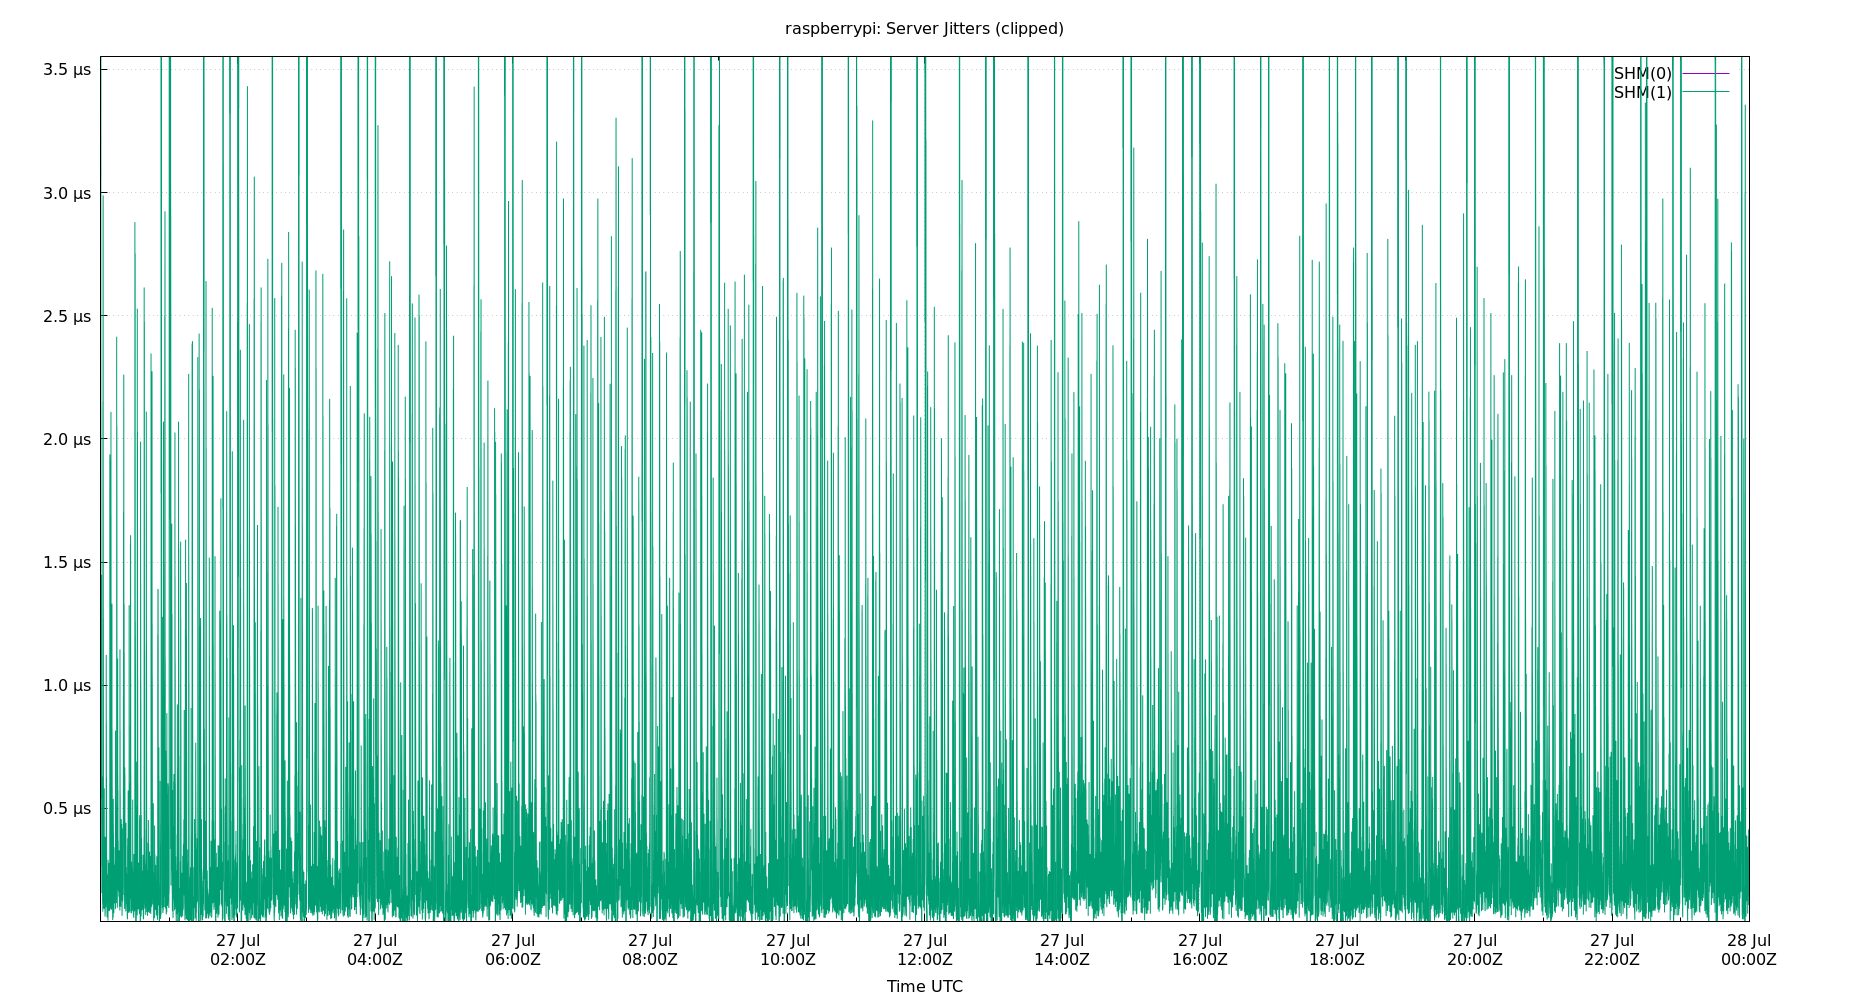 raspberrypi: Server Jitters (clipped)
3.5 µs
3.0 µs
2.5 µs
2.0 µs
1.5 µs
1.0 µs
0.5 µs
SHM(0)
SHM(1)
27 Jul 27 Jul 27 Jul 27 Jul 27 Jul 27 Jul 27 Jul 27 Jul 27 Jul 27 Jul 27 Jul 28 Jul
02:00Z 04:00Z 06:00Z 08:00Z 10:00Z 12:00Z 14:00Z 16:00Z 18:00Z 20:00Z 22:00Z 00:00Z
Time UTC